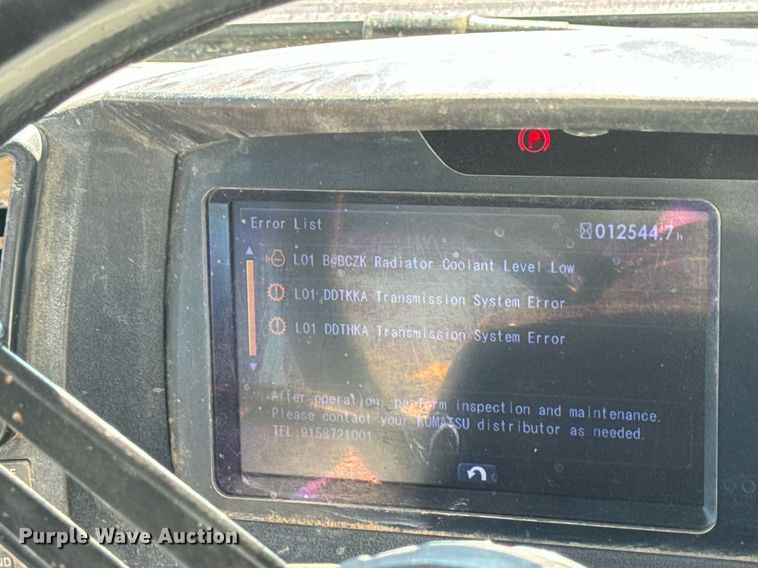 P
Error List
012544.7h
L01 B@BCZK Radiator Coolant Level Low
L01 DDTKKA Transmission System Error
L01 DDTHKA Transmission System Error
After operation, perform inspection and maintenance.
Please contact your KOMATSU distributor as needed.
TEL.9158721001
Purple Wave Auction